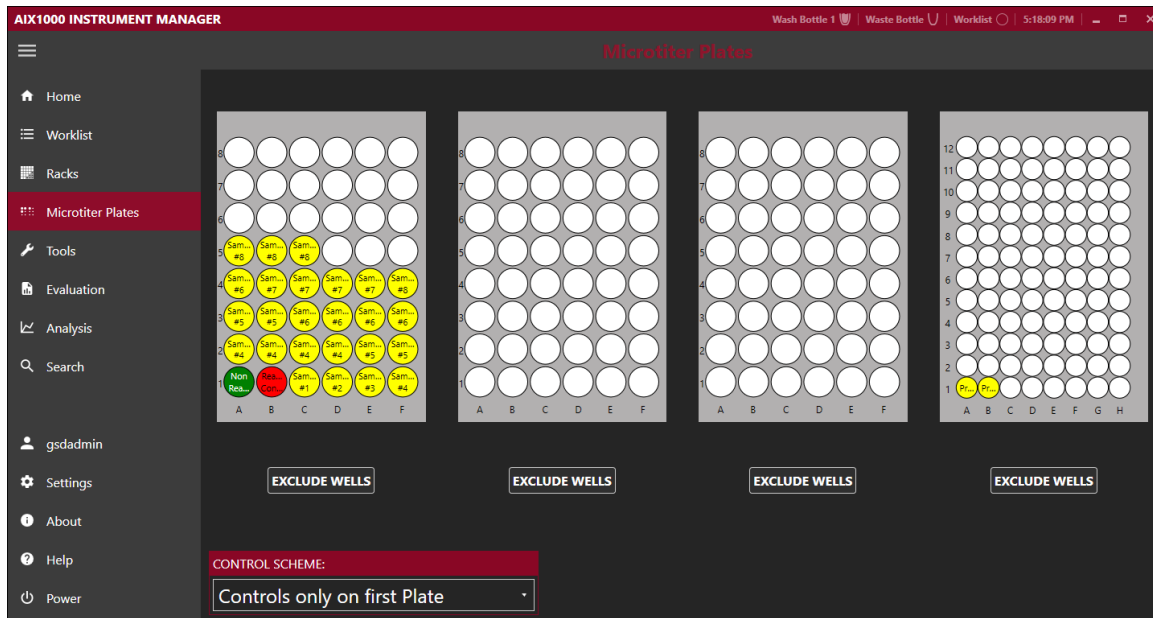 AIX1000 INSTRUMENT MANAGER
Wash Bottle 1 | Waste Bottle | Worklist | 5:18:09 PM
Microtiter Plates
Home
Worklist
Racks
Microtiter Plates
Tools
Evaluation
Analysis
Search
gsdadmin
Settings
About
Help
Power
8
7
6
5 Sam... #8 Sam... #8 Sam... #8
4 Sam... #6 Sam... #7 Sam... #7 Sam... #7 Sam... #7 Sam... #8
3 Sam... #5 Sam... #5 Sam... #6 Sam... #6 Sam... #6 Sam... #6
2 Sam... #4 Sam... #4 Sam... #4 Sam... #4 Sam... #5 Sam... #5
1 Non Rea... Rea... Con... Sam... #1 Sam... #2 Sam... #3 Sam... #4
A B C D E F
EXCLUDE WELLS
8
7
6
5
4
3
2
1
A B C D E F
EXCLUDE WELLS
8
7
6
5
4
3
2
1
A B C D E F
EXCLUDE WELLS
12
11
10
9
8
7
6
5
4
3
2
1 Pr... Pr...
A B C D E F G H
EXCLUDE WELLS
CONTROL SCHEME:
Controls only on first Plate